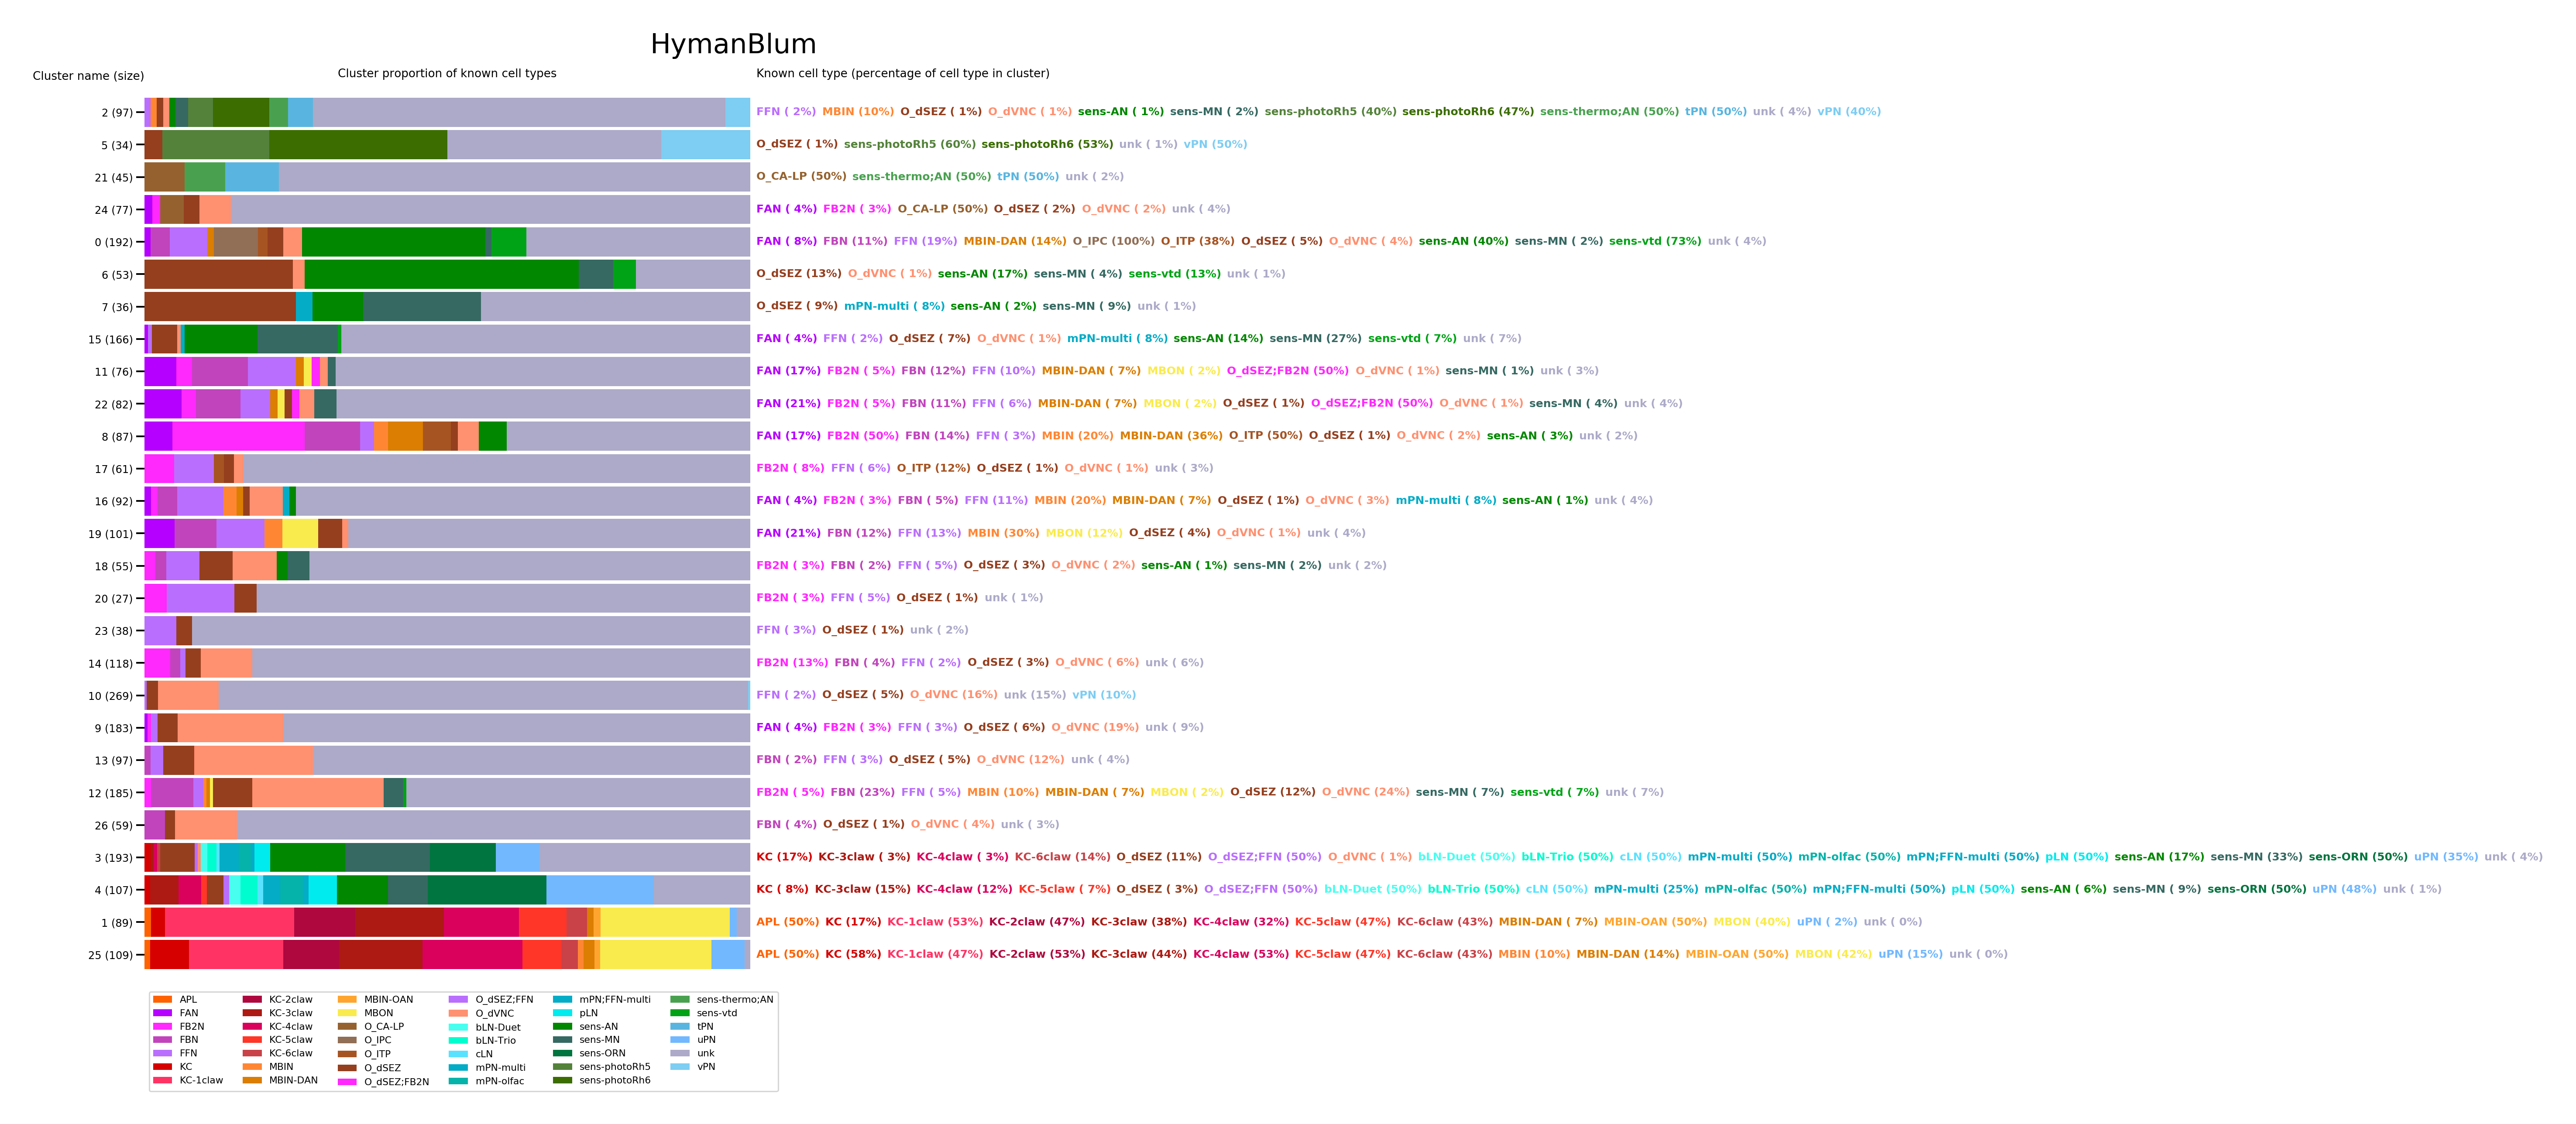 HymanBlum
Cluster name (size)
Cluster proportion of known cell types
Known cell type (percentage of cell type in cluster)
2 (97) FFN ( 2%) MBIN (10%) O_dSEZ ( 1%) O_dVNC ( 1%) sens-AN ( 1%) sens-MN ( 2%) sens-photoRh5 (40%) sens-photoRh6 (47%) sens-thermo;AN (50%) tPN (50%) unk ( 4%) vPN (40%)
5 (34) O_dSEZ ( 1%) sens-photoRh5 (60%) sens-photoRh6 (53%) unk ( 1%) vPN (50%)
21 (45) O_CA-LP (50%) sens-thermo;AN (50%) tPN (50%) unk ( 2%)
24 (77) FAN ( 4%) FB2N ( 3%) O_CA-LP (50%) O_dSEZ ( 2%) O_dVNC ( 2%) unk ( 4%)
0 (192) FAN ( 8%) FBN (11%) FFN (19%) MBIN-DAN (14%) O_IPC (100%) O_ITP (38%) O_dSEZ ( 5%) O_dVNC ( 4%) sens-AN (40%) sens-MN ( 2%) sens-vtd (73%) unk ( 4%)
6 (53) O_dSEZ (13%) O_dVNC ( 1%) sens-AN (17%) sens-MN ( 4%) sens-vtd (13%) unk ( 1%)
7 (36) O_dSEZ ( 9%) mPN-multi ( 8%) sens-AN ( 2%) sens-MN ( 9%) unk ( 1%)
15 (166) FAN ( 4%) FFN ( 2%) O_dSEZ ( 7%) O_dVNC ( 1%) mPN-multi ( 8%) sens-AN (14%) sens-MN (27%) sens-vtd ( 7%) unk ( 7%)
11 (76) FAN (17%) FB2N ( 5%) FBN (12%) FFN (10%) MBIN-DAN ( 7%) MBON ( 2%) O_dSEZ;FB2N (50%) O_dVNC ( 1%) sens-MN ( 1%) unk ( 3%)
22 (82) FAN (21%) FB2N ( 5%) FBN (11%) FFN ( 6%) MBIN-DAN ( 7%) MBON ( 2%) O_dSEZ ( 1%) O_dSEZ;FB2N (50%) O_dVNC ( 1%) sens-MN ( 4%) unk ( 4%)
8 (87) FAN (17%) FB2N (50%) FBN (14%) FFN ( 3%) MBIN (20%) MBIN-DAN (36%) O_ITP (50%) O_dSEZ ( 1%) O_dVNC ( 2%) sens-AN ( 3%) unk ( 2%)
17 (61) FB2N ( 8%) FFN ( 6%) O_ITP (12%) O_dSEZ ( 1%) O_dVNC ( 1%) unk ( 3%)
16 (92) FAN ( 4%) FB2N ( 3%) FBN ( 5%) FFN (11%) MBIN (20%) MBIN-DAN ( 7%) O_dSEZ ( 1%) O_dVNC ( 3%) mPN-multi ( 8%) sens-AN ( 1%) unk ( 4%)
19 (101) FAN (21%) FBN (12%) FFN (13%) MBIN (30%) MBON (12%) O_dSEZ ( 4%) O_dVNC ( 1%) unk ( 4%)
18 (55) FB2N ( 3%) FBN ( 2%) FFN ( 5%) O_dSEZ ( 3%) O_dVNC ( 2%) sens-AN ( 1%) sens-MN ( 2%) unk ( 2%)
20 (27) FB2N ( 3%) FFN ( 5%) O_dSEZ ( 1%) unk ( 1%)
23 (38) FFN ( 3%) O_dSEZ ( 1%) unk ( 2%)
14 (118) FB2N (13%) FBN ( 4%) FFN ( 2%) O_dSEZ ( 3%) O_dVNC ( 6%) unk ( 6%)
10 (269) FFN ( 2%) O_dSEZ ( 5%) O_dVNC (16%) unk (15%) vPN (10%)
9 (183) FAN ( 4%) FB2N ( 3%) FFN ( 3%) O_dSEZ ( 6%) O_dVNC (19%) unk ( 9%)
13 (97) FBN ( 2%) FFN ( 3%) O_dSEZ ( 5%) O_dVNC (12%) unk ( 4%)
12 (185) FB2N ( 5%) FBN (23%) FFN ( 5%) MBIN (10%) MBIN-DAN ( 7%) MBON ( 2%) O_dSEZ (12%) O_dVNC (24%) sens-MN ( 7%) sens-vtd ( 7%) unk ( 7%)
26 (59) FBN ( 4%) O_dSEZ ( 1%) O_dVNC ( 4%) unk ( 3%)
3 (193) KC (17%) KC-3claw ( 3%) KC-4claw ( 3%) KC-6claw (14%) O_dSEZ (11%) O_dSEZ;FFN (50%) O_dVNC ( 1%) bLN-Duet (50%) bLN-Trio (50%) cLN (50%) mPN-multi (50%) mPN-olfac (50%) mPN;FFN-multi (50%) pLN (50%) sens-AN (17%) sens-MN (33%) sens-ORN (50%) uPN (35%) unk ( 4%)
4 (107) KC ( 8%) KC-3claw (15%) KC-4claw (12%) KC-5claw ( 7%) O_dSEZ ( 3%) O_dSEZ;FFN (50%) bLN-Duet (50%) bLN-Trio (50%) cLN (50%) mPN-multi (25%) mPN-olfac (50%) mPN;FFN-multi (50%) pLN (50%) sens-AN ( 6%) sens-MN ( 9%) sens-ORN (50%) uPN (48%) unk ( 1%)
1 (89) APL (50%) KC (17%) KC-1claw (53%) KC-2claw (47%) KC-3claw (38%) KC-4claw (32%) KC-5claw (47%) KC-6claw (43%) MBIN-DAN ( 7%) MBIN-OAN (50%) MBON (40%) uPN ( 2%) unk ( 0%)
25 (109) APL (50%) KC (58%) KC-1claw (47%) KC-2claw (53%) KC-3claw (44%) KC-4claw (53%) KC-5claw (47%) KC-6claw (43%) MBIN (10%) MBIN-DAN (14%) MBIN-OAN (50%) MBON (42%) uPN (15%) unk ( 0%)
APL KC-2claw MBIN-OAN O_dSEZ;FFN mPN;FFN-multi sens-thermo;AN
FAN KC-3claw MBON O_dVNC pLN sens-vtd
FB2N KC-4claw O_CA-LP bLN-Duet sens-AN tPN
FBN KC-5claw O_IPC bLN-Trio sens-MN uPN
FFN KC-6claw O_ITP cLN sens-ORN unk
KC MBIN O_dSEZ mPN-multi sens-photoRh5 vPN
KC-1claw MBIN-DAN O_dSEZ;FB2N mPN-olfac sens-photoRh6